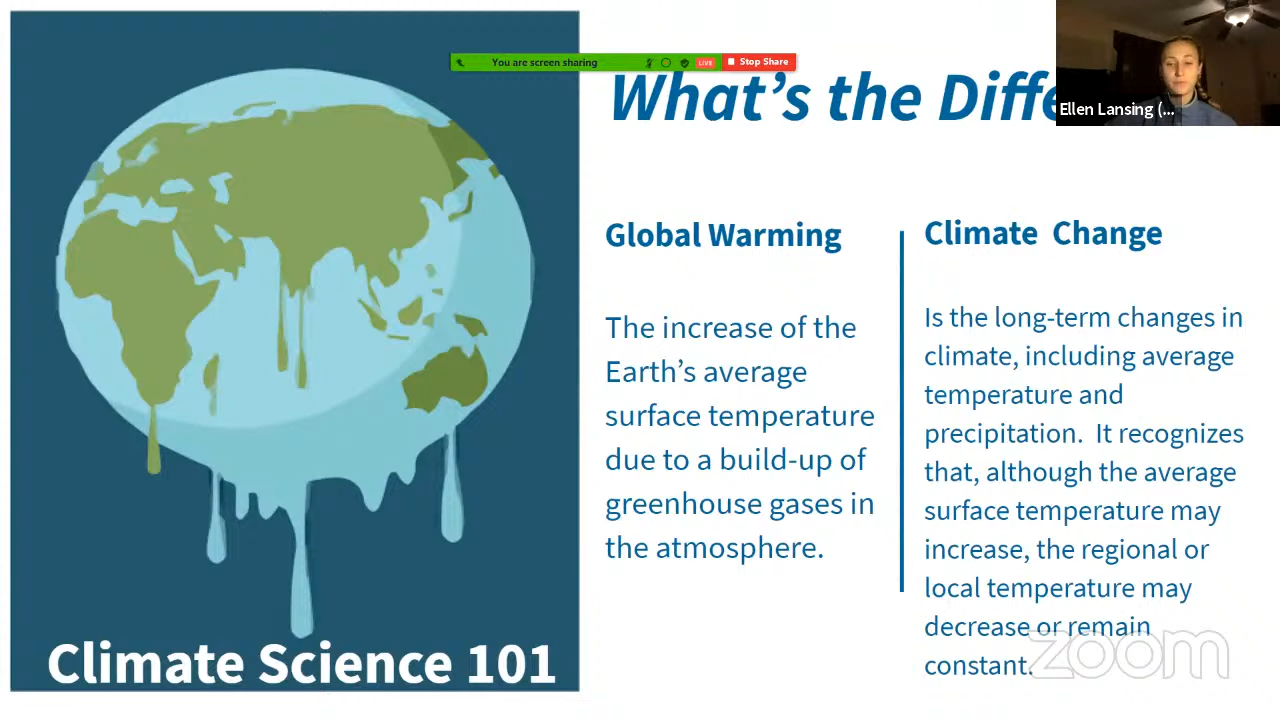 You are screen sharing
LIVE
Stop Share
What's the Diffe
Ellen Lansing (...
Global Warming
The increase of the
Earth's average
surface temperature
due to a build-up of
greenhouse gases in
the atmosphere.
Climate Change
Is the long-term changes in
climate, including average
temperature and
precipitation. It recognizes
that, although the average
surface temperature may
increase, the regional or
local temperature may
decrease or remain
constant.
Climate Science 101
zoom